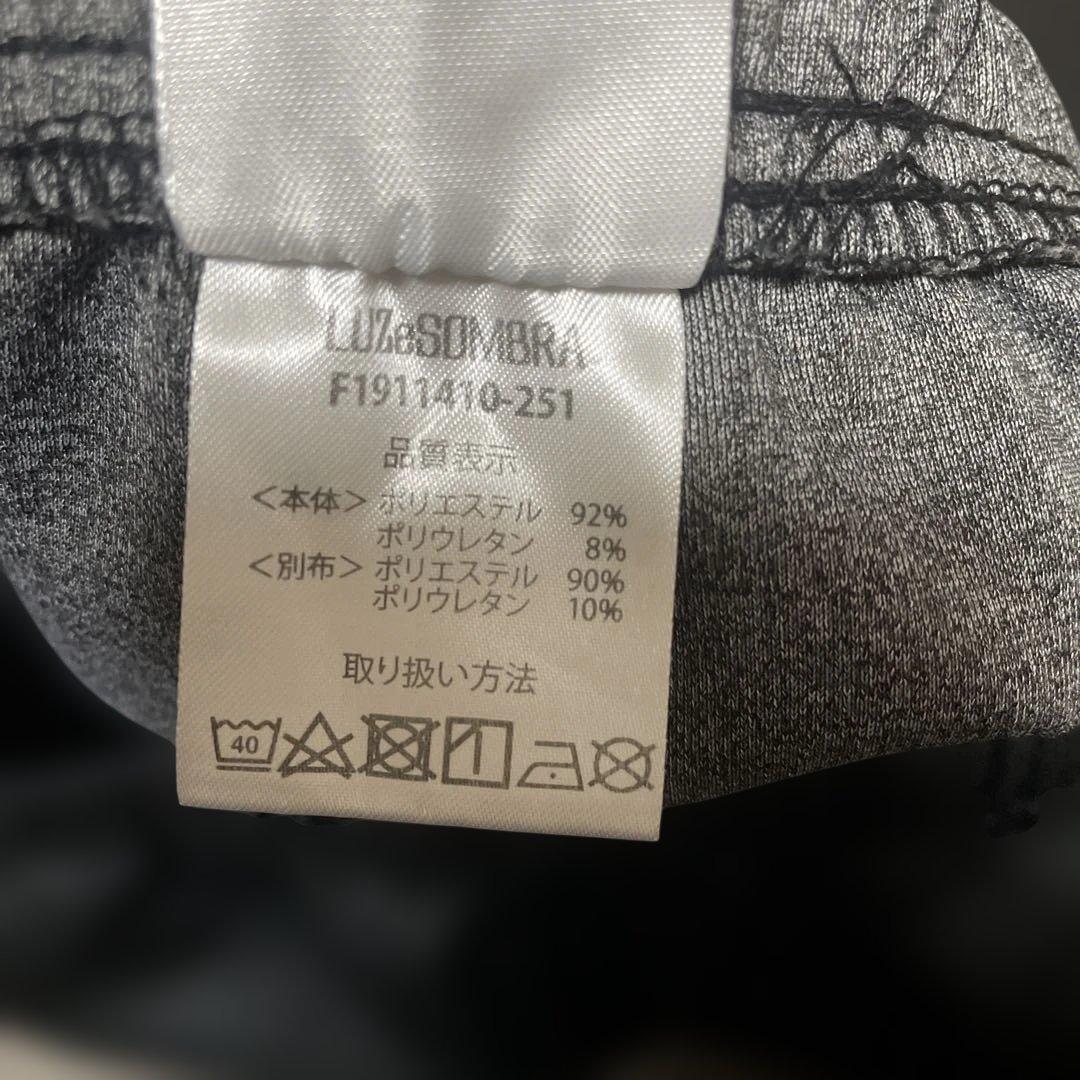 LUZeSOMBRA
F1911410-251
品質表示
＜本体＞ポリエステル 92%
ポリウレタン 8%
＜別布＞ポリエステル 90%
ポリウレタン 10%
取り扱い方法
40